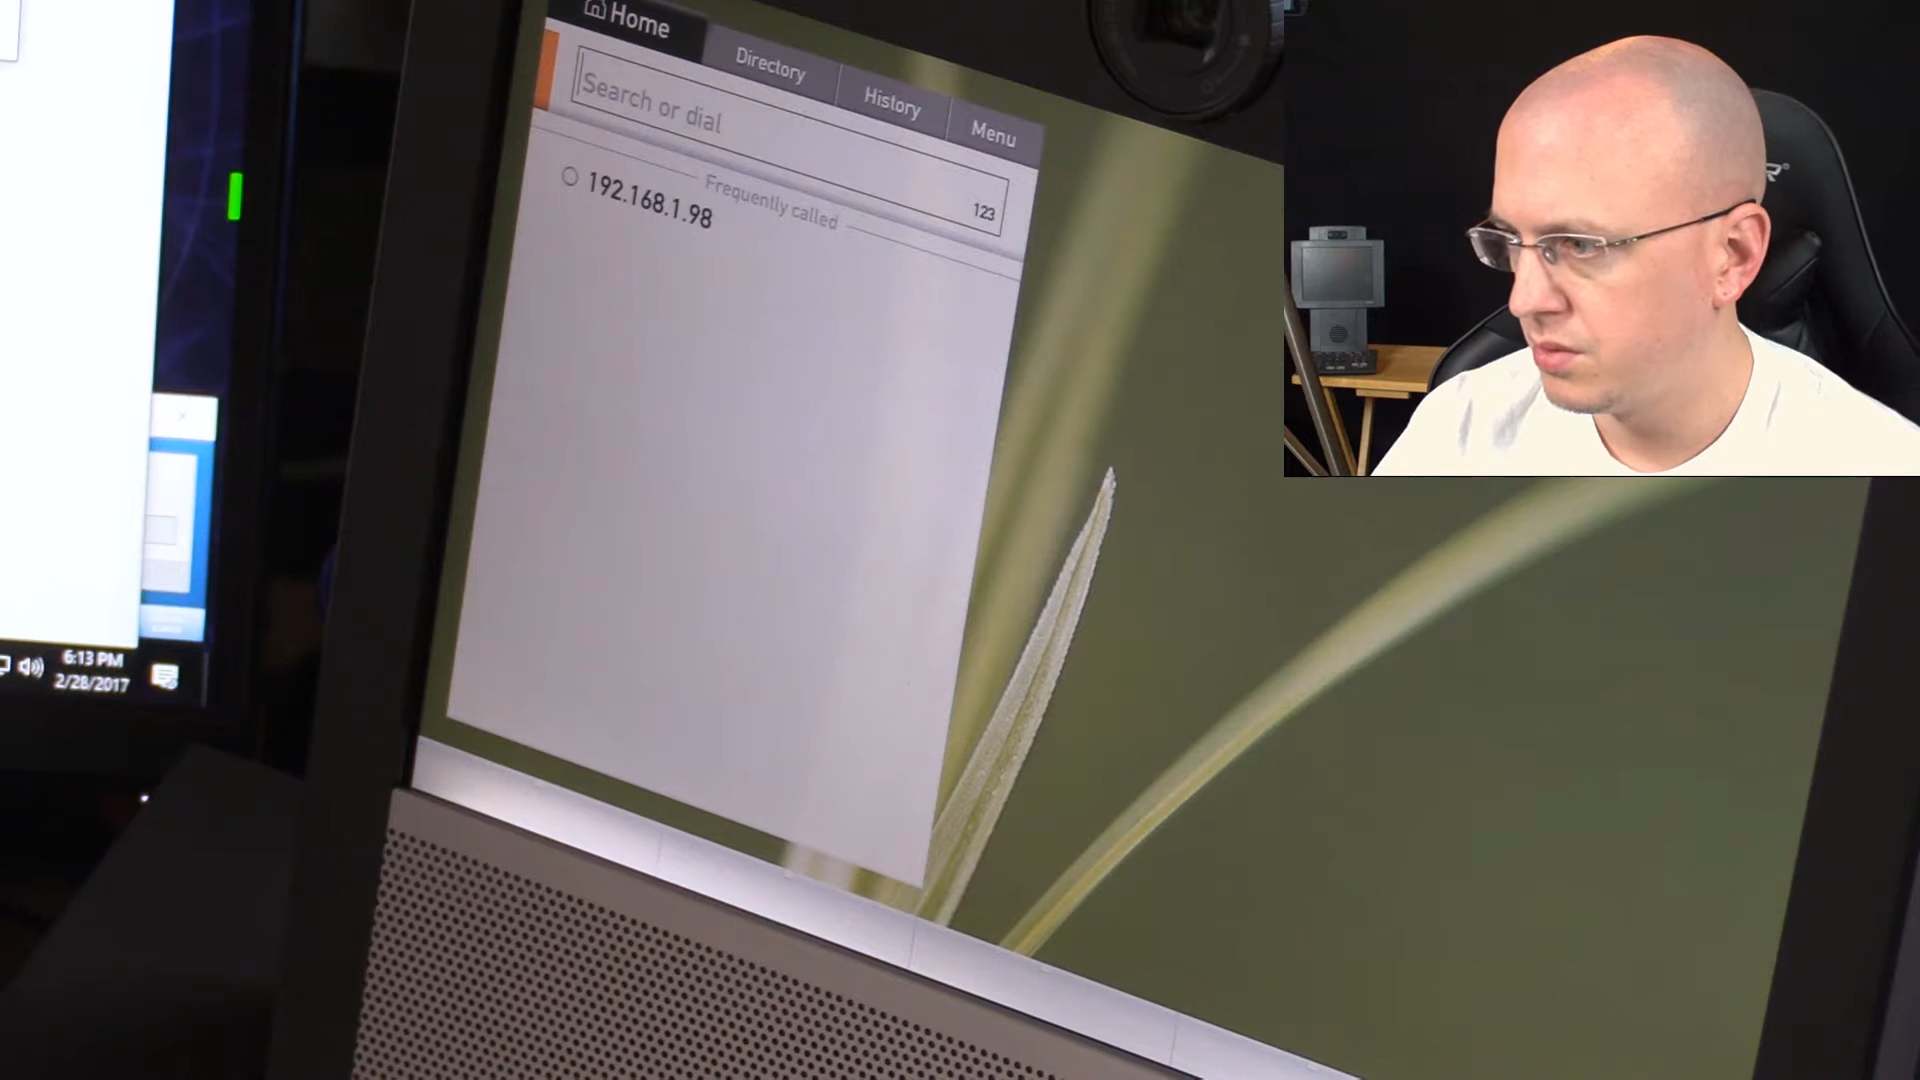 Home
Directory
History
Menu
Search or dial
123
Frequently called
192.168.1.98
6:13 PM
2/28/2017